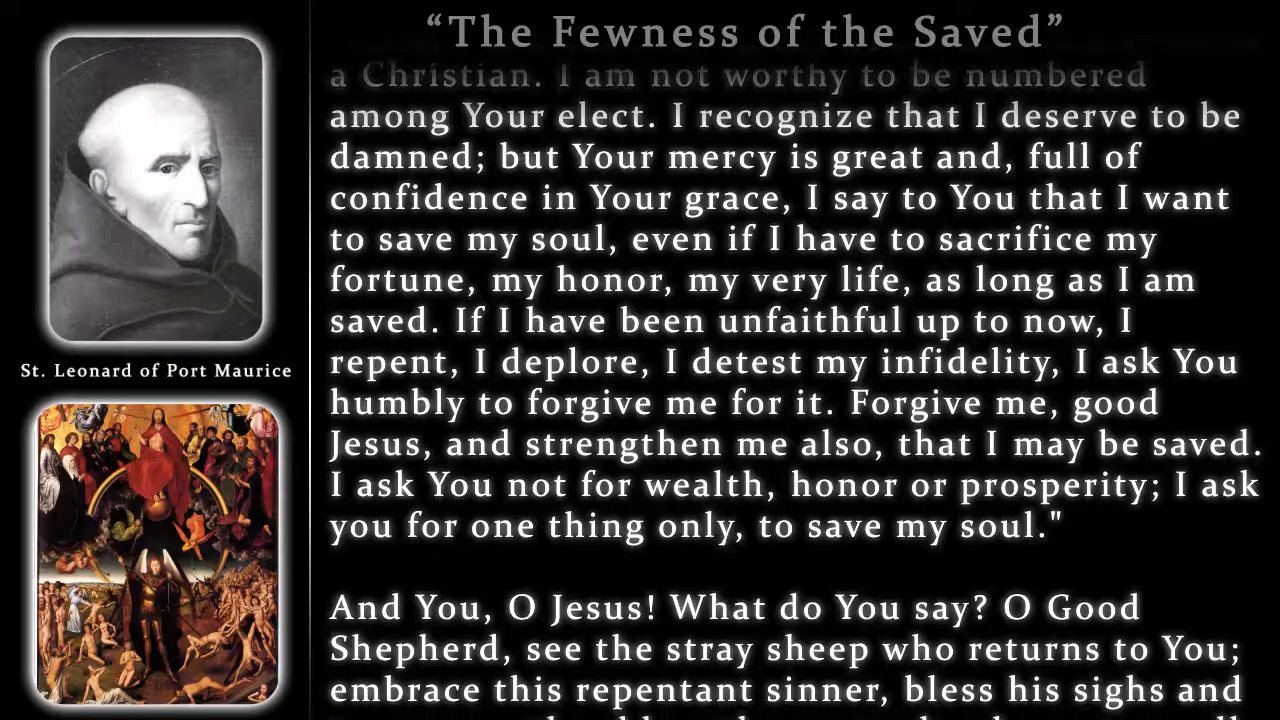 “The Fewness of the Saved”
a Christian. I am not worthy to be numbered
among Your elect. I recognize that I deserve to be
damned; but Your mercy is great and, full of
confidence in Your grace, I say to You that I want
to save my soul, even if I have to sacrifice my
fortune, my honor, my very life, as long as I am
saved. If I have been unfaithful up to now, I
repent, I deplore, I detest my infidelity, I ask You
humbly to forgive me for it. Forgive me, good
Jesus, and strengthen me also, that I may be saved.
I ask You not for wealth, honor or prosperity; I ask
you for one thing only, to save my soul."
And You, O Jesus! What do You say? O Good
Shepherd, see the stray sheep who returns to You;
embrace this repentant sinner, bless his sighs and
St. Leonard of Port Maurice